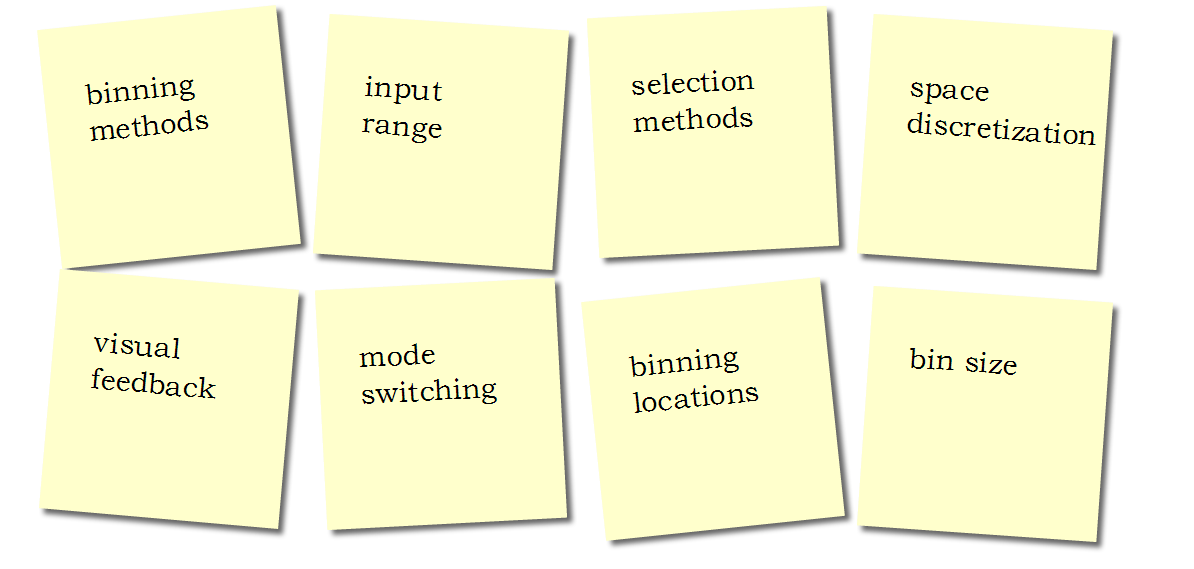 binning
methods
input
range
selection
methods
space
discretization
visual
feedback
mode
switching
binning
locations
bin size